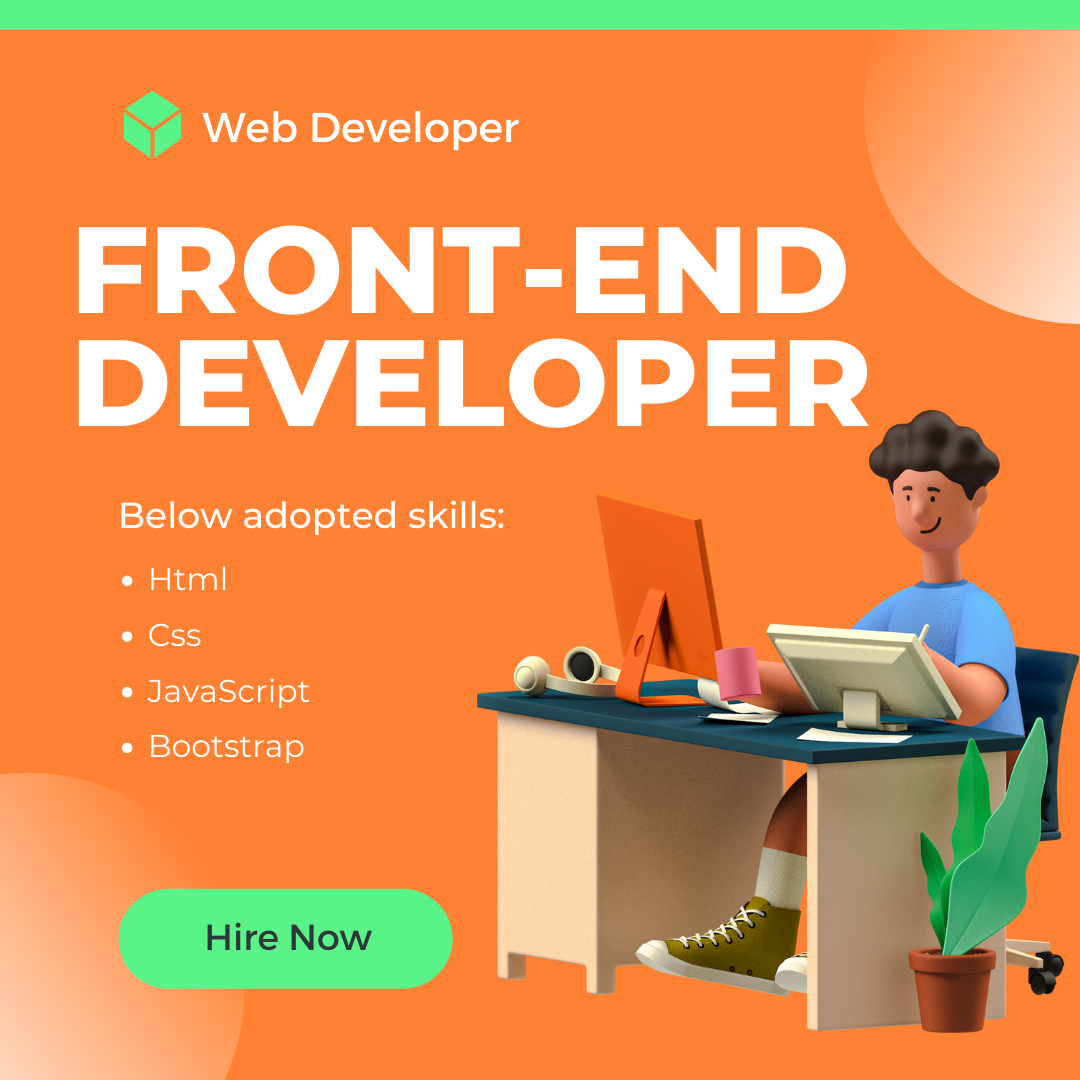 Web Developer
FRONT-END
DEVELOPER
Below adopted skills:
• Html
• Css
• JavaScript
• Bootstrap
Hire Now